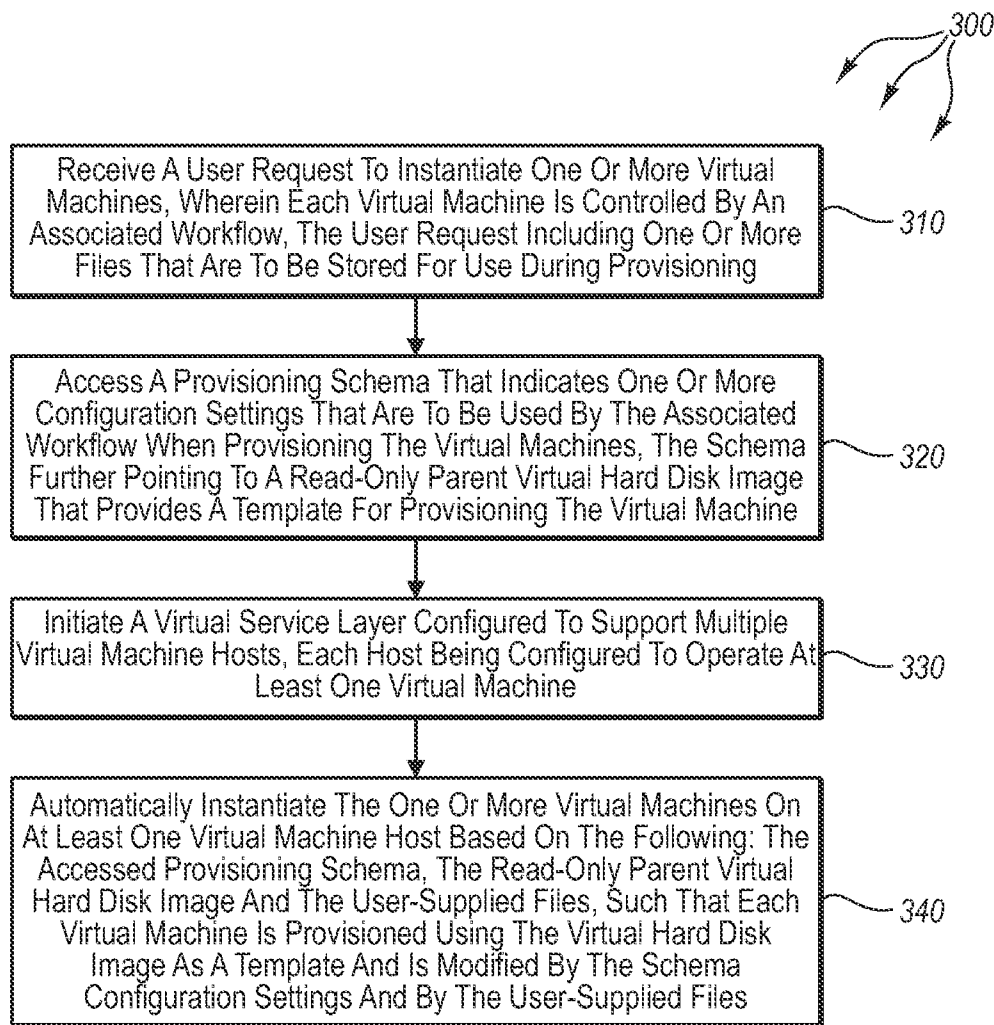 300
Receive A User Request To Instantiate One Or More Virtual
Machines, Wherein Each Virtual Machine Is Controlled By An
Associated Workflow, The User Request Including One Or More
Files That Are To Be Stored For Use During Provisioning
310
Access A Provisioning Schema That Indicates One Or More
Configuration Settings That Are To Be Used By The Associated
Workflow When Provisioning The Virtual Machines, The Schema
Further Pointing To A Read-Only Parent Virtual Hard Disk Image
That Provides A Template For Provisioning The Virtual Machine
320
Initiate A Virtual Service Layer Configured To Support Multiple
Virtual Machine Hosts, Each Host Being Configured To Operate At
Least One Virtual Machine
330
Automatically Instantiate The One Or More Virtual Machines On
At Least One Virtual Machine Host Based On The Following: The
Accessed Provisioning Schema, The Read-Only Parent Virtual
Hard Disk Image And The User-Supplied Files, Such That Each
Virtual Machine Is Provisioned Using The Virtual Hard Disk
Image As A Template And Is Modified By The Schema
Configuration Settings And By The User-Supplied Files
340